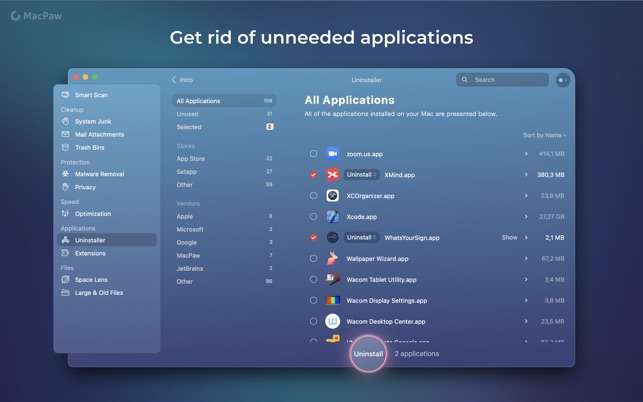 MacPaw
Get rid of unneeded applications
Intro
Uninstaller
Search
Smart Scan
Cleanup
System Junk
Mail Attachments
Trash Bins
Protection
Malware Removal
Privacy
Speed
Optimization
Applications
Uninstaller
Extensions
Files
Space Lens
Large & Old Files
All Applications 108
Unused 31
Selected 2
Stores
App Store 22
Setapp 27
Other 59
Vendors
Apple 8
Microsoft 2
Google 3
MacPaw 7
JetBrains 2
Other 86
All Applications
All of the applications installed on your Mac are presented below.
Sort by Name
zoom.us.app 414,1 MB
Uninstall XMind.app 380,3 MB
XCOrganizer.app 23,9 MB
Xcode.app 27,27 GB
Uninstall WhatsYourSign.app Show 2,1 MB
Wallpaper Wizard.app 67,2 MB
Wacom Tablet Utility.app 3,4 MB
Wacom Display Settings.app 3,8 MB
Wacom Desktop Center.app 23,5 MB
Uninstall 2 applications